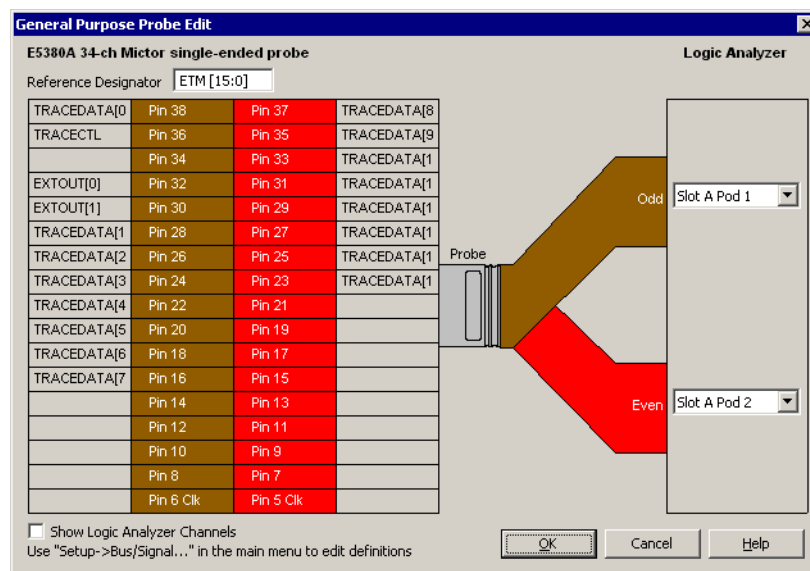 General Purpose Probe Edit
E5380A 34-ch Mictor single-ended probe Logic Analyzer
Reference Designator ETM [15:0]
TRACEDATA[0 Pin 38 Pin 37 TRACEDATA[8
TRACECTL Pin 36 Pin 35 TRACEDATA[9
Pin 34 Pin 33 TRACEDATA[1
EXTOUT[0] Pin 32 Pin 31 TRACEDATA[1
Odd Slot A Pod 1
EXTOUT[1] Pin 30 Pin 29 TRACEDATA[1
TRACEDATA[1 Pin 28 Pin 27 TRACEDATA[1
TRACEDATA[2 Pin 26 Pin 25 TRACEDATA[1
Probe
TRACEDATA[3 Pin 24 Pin 23 TRACEDATA[1
TRACEDATA[4 Pin 22 Pin 21
TRACEDATA[5 Pin 20 Pin 19
TRACEDATA[6 Pin 18 Pin 17
TRACEDATA[7 Pin 16 Pin 15
Pin 14 Pin 13
Even Slot A Pod 2
Pin 12 Pin 11
Pin 10 Pin 9
Pin 8 Pin 7
Pin 6 Clk Pin 5 Clk
Show Logic Analyzer Channels
Use "Setup->Bus/Signal..." in the main menu to edit definitions
OK Cancel Help